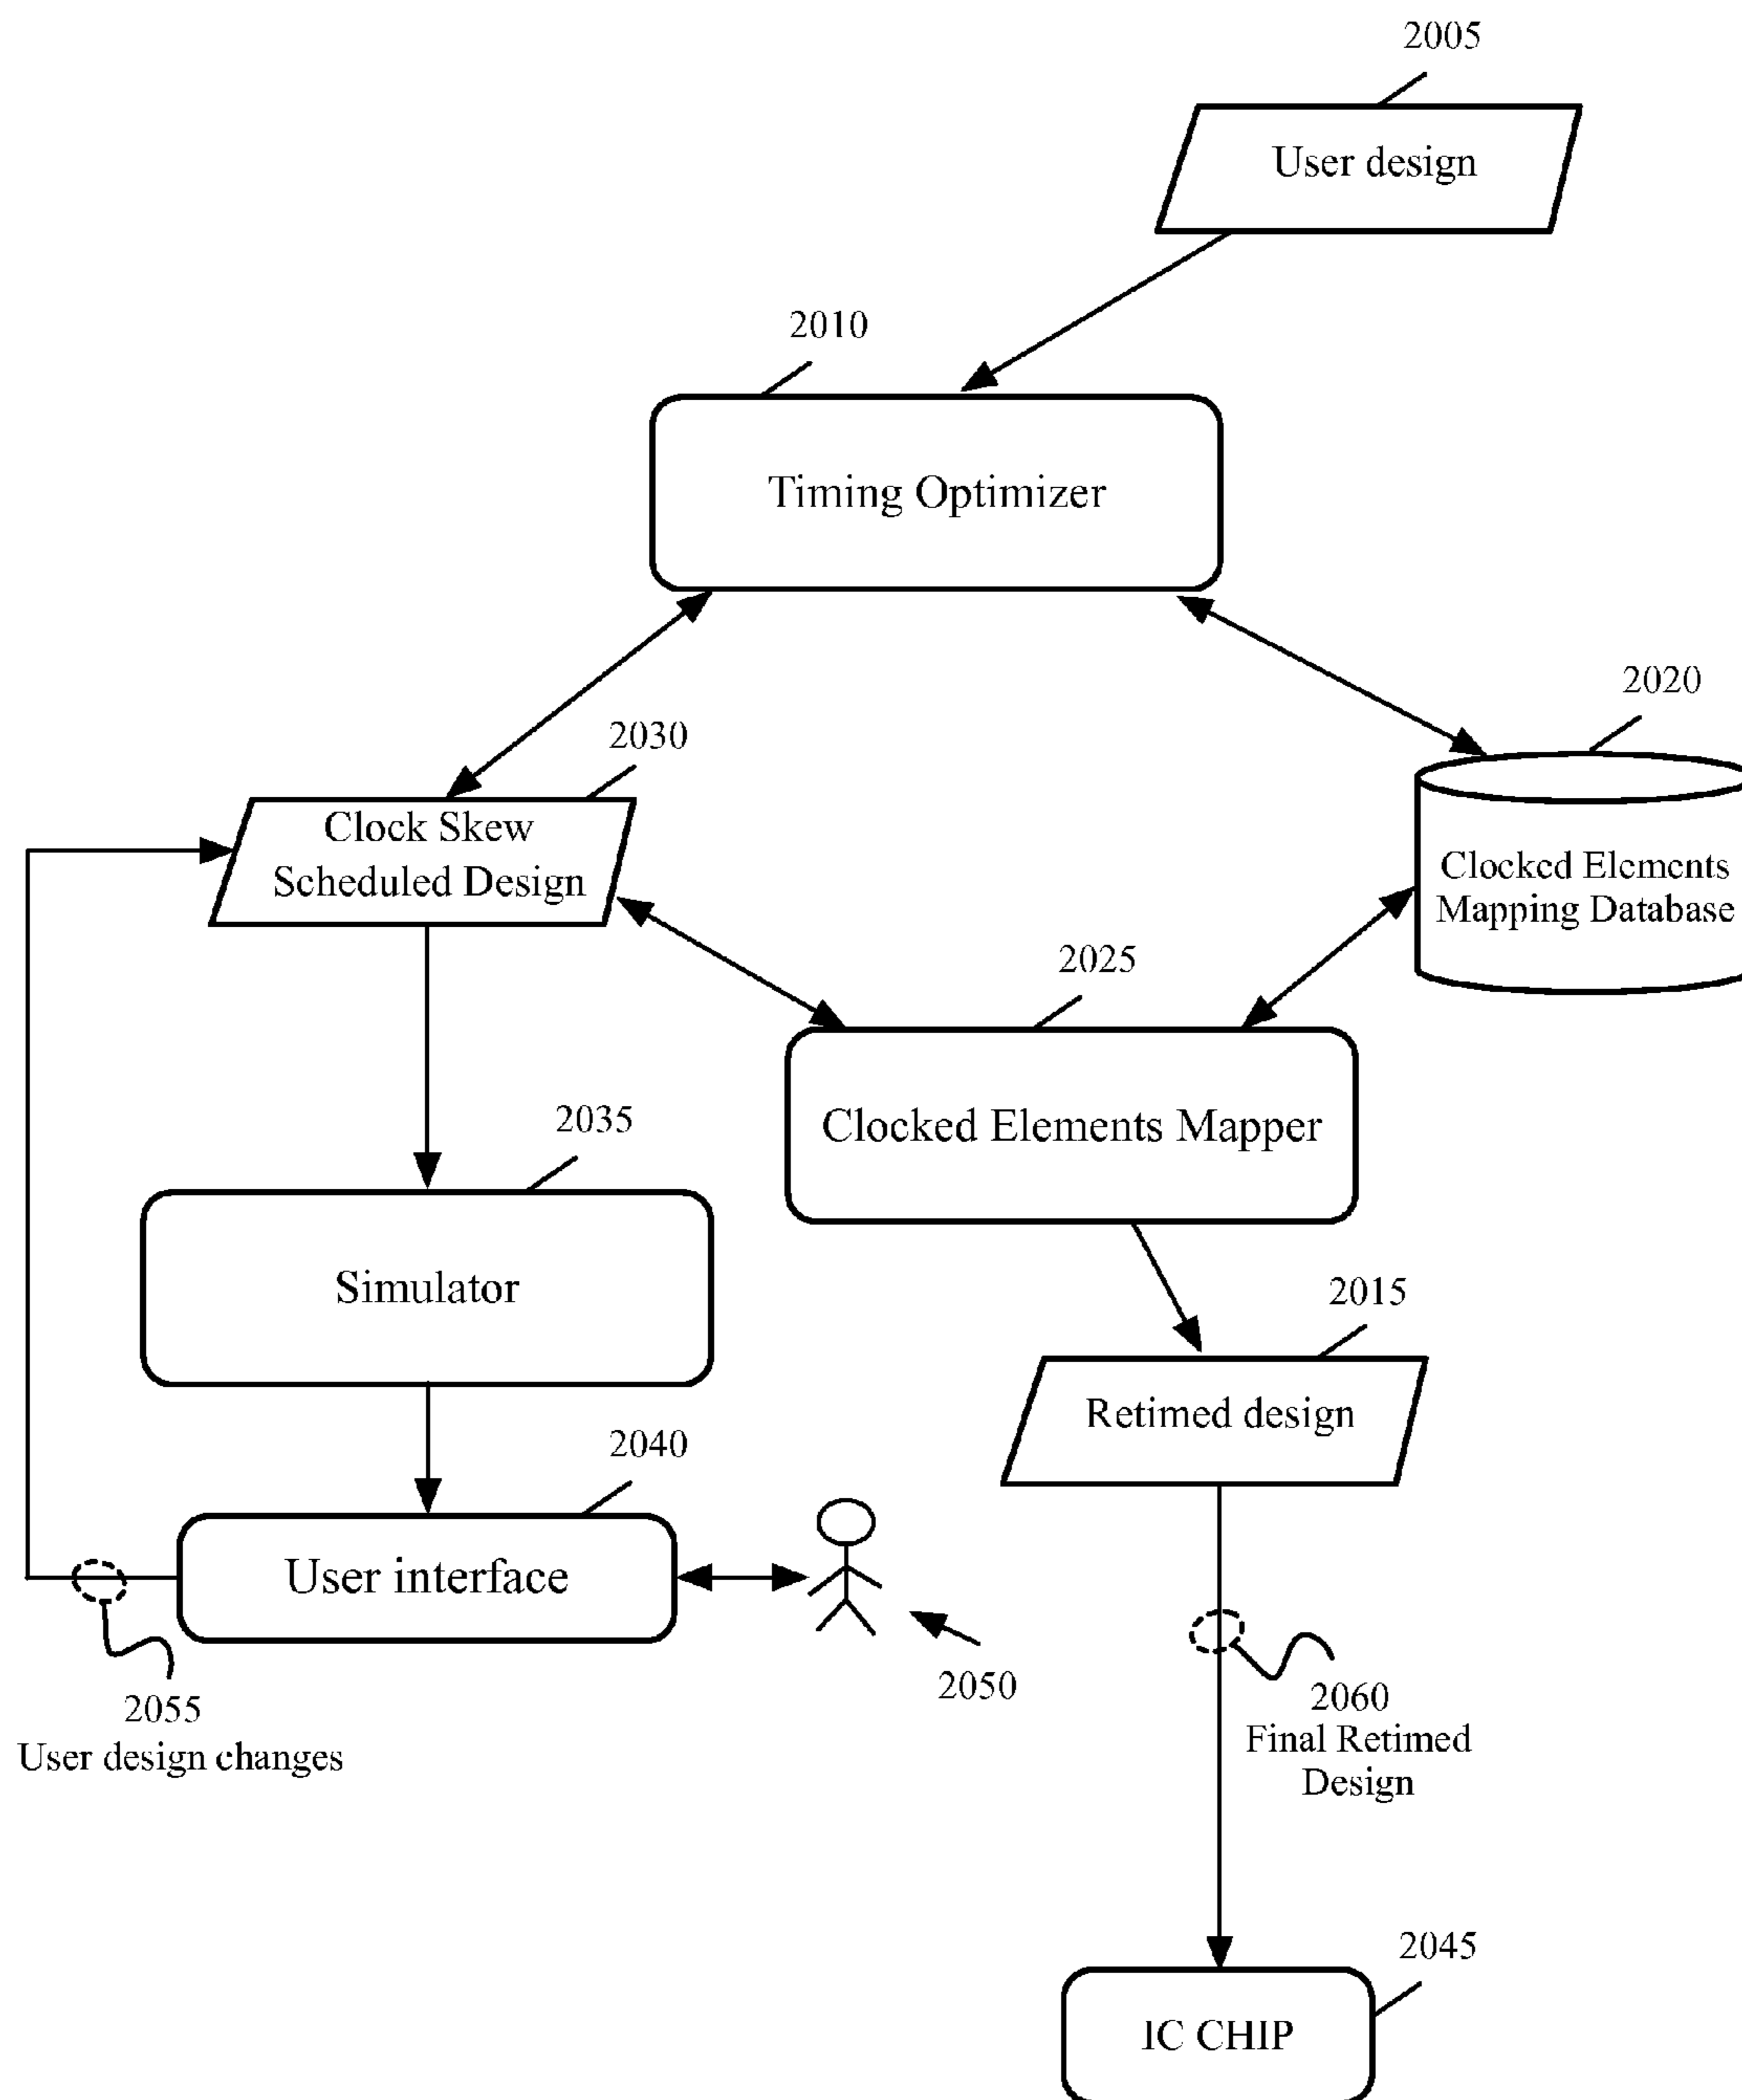 2005
User design
2010
Timing Optimizer
2020
2030
Clock Skew
Scheduled Design
Clocked Elements
Mapping Database
2025
Clocked Elements Mapper
2035
Simulator
2015
Retimed design
2040
User interface
2050
2055
User design changes
2060
Final Retimed
Design
2045
IC CHIP